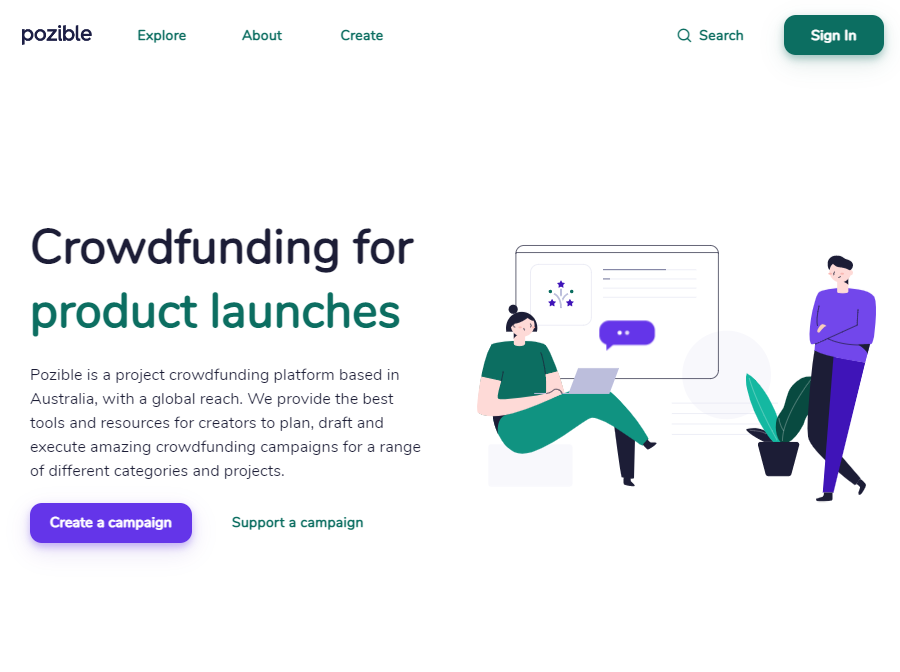 pozible
Explore
About
Create
Search
Sign In
Crowdfunding for
product launches
Pozible is a project crowdfunding platform based in
Australia, with a global reach. We provide the best
tools and resources for creators to plan, draft and
execute amazing crowdfunding campaigns for a range
of different categories and projects.
Create a campaign
Support a campaign